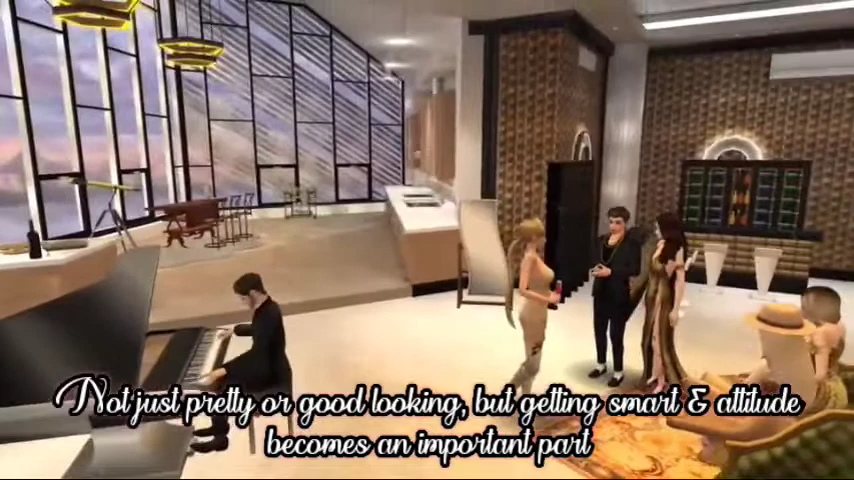 Not just pretty or good looking, but getting smart & attitude
becomes an important part